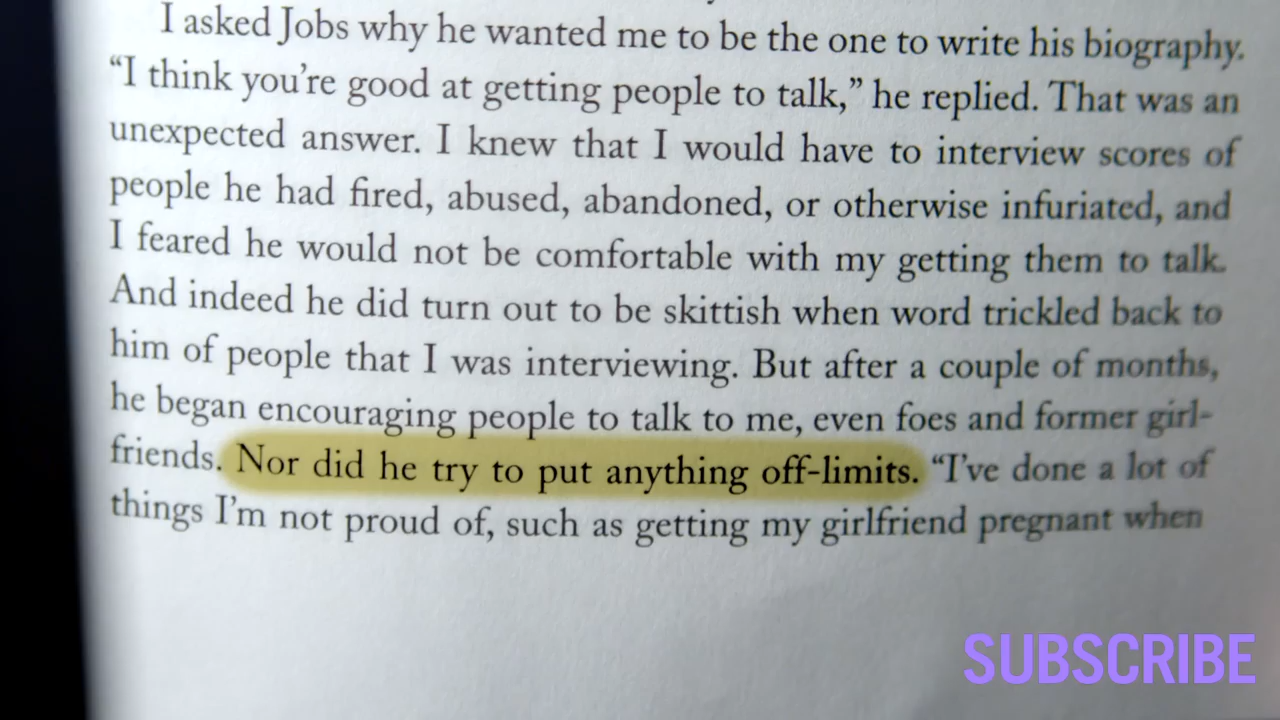 I asked Jobs why he wanted me to be the one to write his biography.
“I think you’re good at getting people to talk,” he replied. That was an
unexpected answer. I knew that I would have to interview scores of
people he had fired, abused, abandoned, or otherwise infuriated, and
I feared he would not be comfortable with my getting them to talk.
And indeed he did turn out to be skittish when word trickled back to
him of people that I was interviewing. But after a couple of months,
he began encouraging people to talk to me, even foes and former girl-
friends. Nor did he try to put anything off-limits. “I’ve done a lot of
things I’m not proud of, such as getting my girlfriend pregnant when
SUBSCRIBE